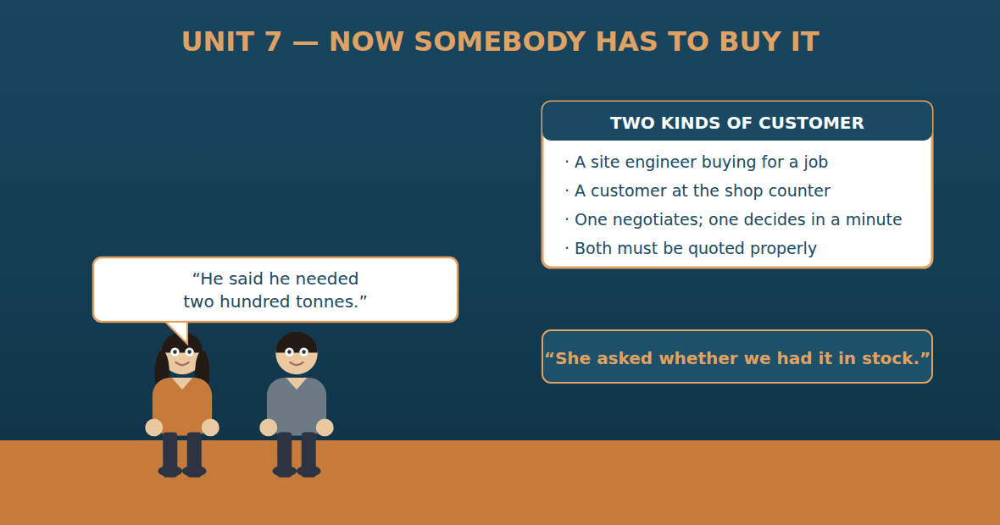 UNIT 7 — NOW SOMEBODY HAS TO BUY IT
TWO KINDS OF CUSTOMER
· A site engineer buying for a job
· A customer at the shop counter
· One negotiates; one decides in a minute
· Both must be quoted properly
“He said he needed
two hundred tonnes.”
“She asked whether we had it in stock.”